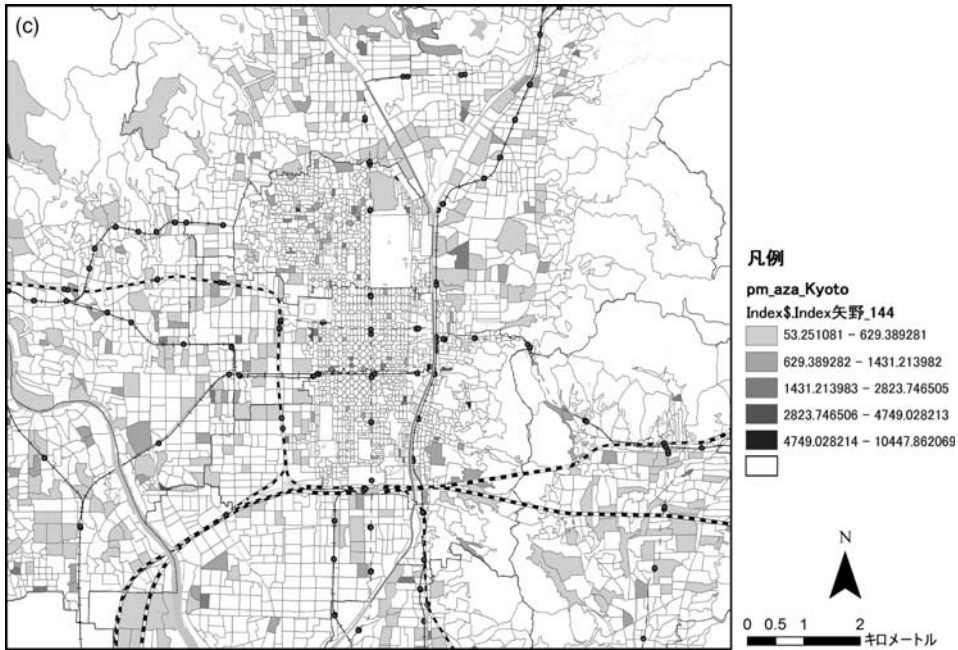 (c)
凡例
pm_aza_Kyoto
Index$.Index矢野_144
53.251081 - 629.389281
629.389282 - 1431.213982
1431.213983 - 2823.746505
2823.746506 - 4749.028213
4749.028214 - 10447.862069
N
0 0.5 1 2
キロメートル